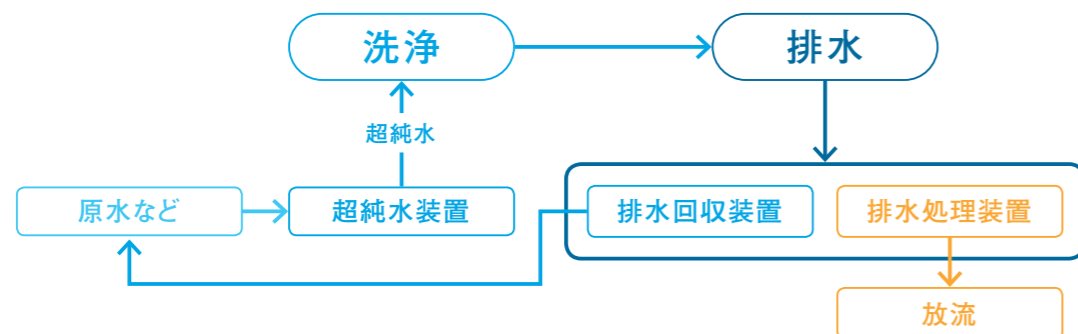 洗浄
排水
超純水
原水など
超純水装置
排水回収装置
排水処理装置
放流